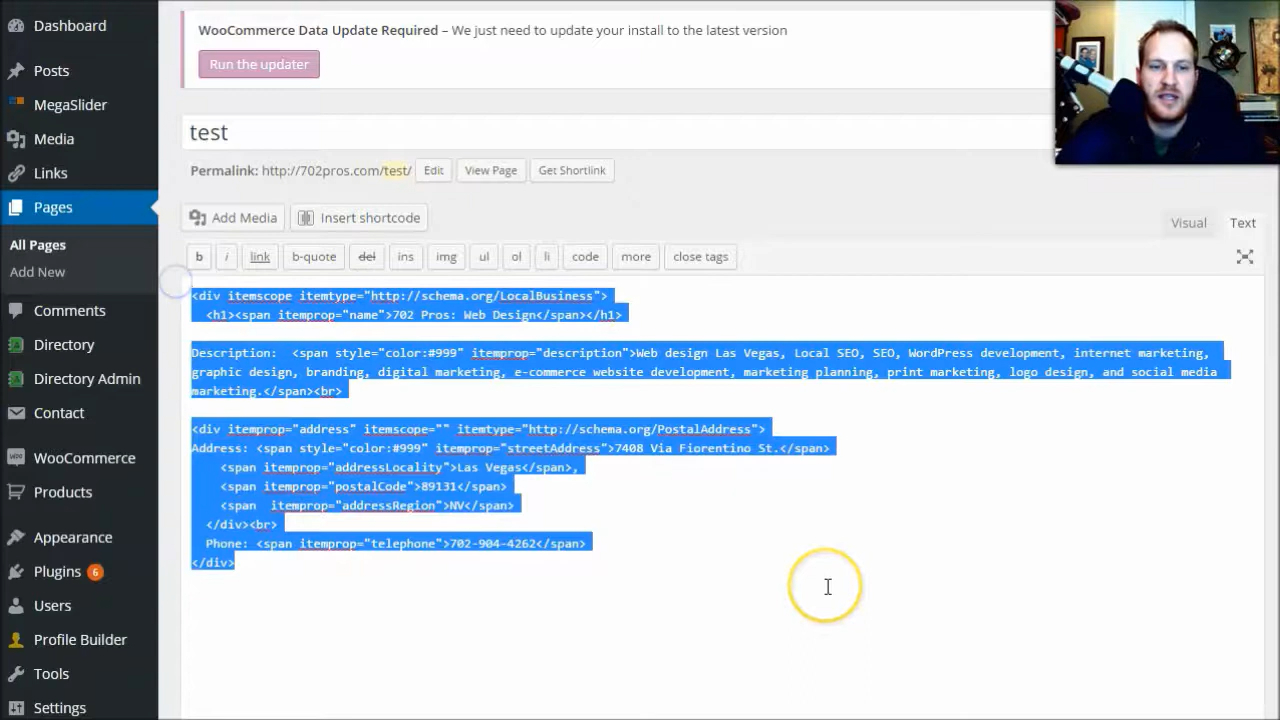 Dashboard
Posts
MegaSlider
Media
Links
Pages
All Pages
Add New
Comments
Directory
Directory Admin
Contact
WooCommerce
Products
Appearance
Plugins 6
Users
Profile Builder
Tools
Settings
WooCommerce Data Update Required – We just need to update your install to the latest version
Run the updater
test
Permalink: http://702pros.com/test/ Edit View Page Get Shortlink
Add Media Insert shortcode
Visual Text
b i link b-quote del ins img ul ol li code more close tags
<div itemscope itemtype="http://schema.org/LocalBusiness">
<h1><span itemprop="name">702 Pros: Web Design</span></h1>
Description:  <span style="color:#999" itemprop="description">Web design Las Vegas, Local SEO, SEO, WordPress development, internet marketing,
graphic design, branding, digital marketing, e-commerce website development, marketing planning, print marketing, logo design, and social media
marketing.</span><br>
<div itemprop="address" itemscope="" itemtype="http://schema.org/PostalAddress">
Address: <span style="color:#999" itemprop="streetAddress">7408 Via Fiorentino St.</span>
<span itemprop="addressLocality">Las Vegas</span>,
<span itemprop="postalCode">89131</span>
<span  itemprop="addressRegion">NV</span>
</div><br>
Phone: <span itemprop="telephone">702-904-4262</span>
</div>